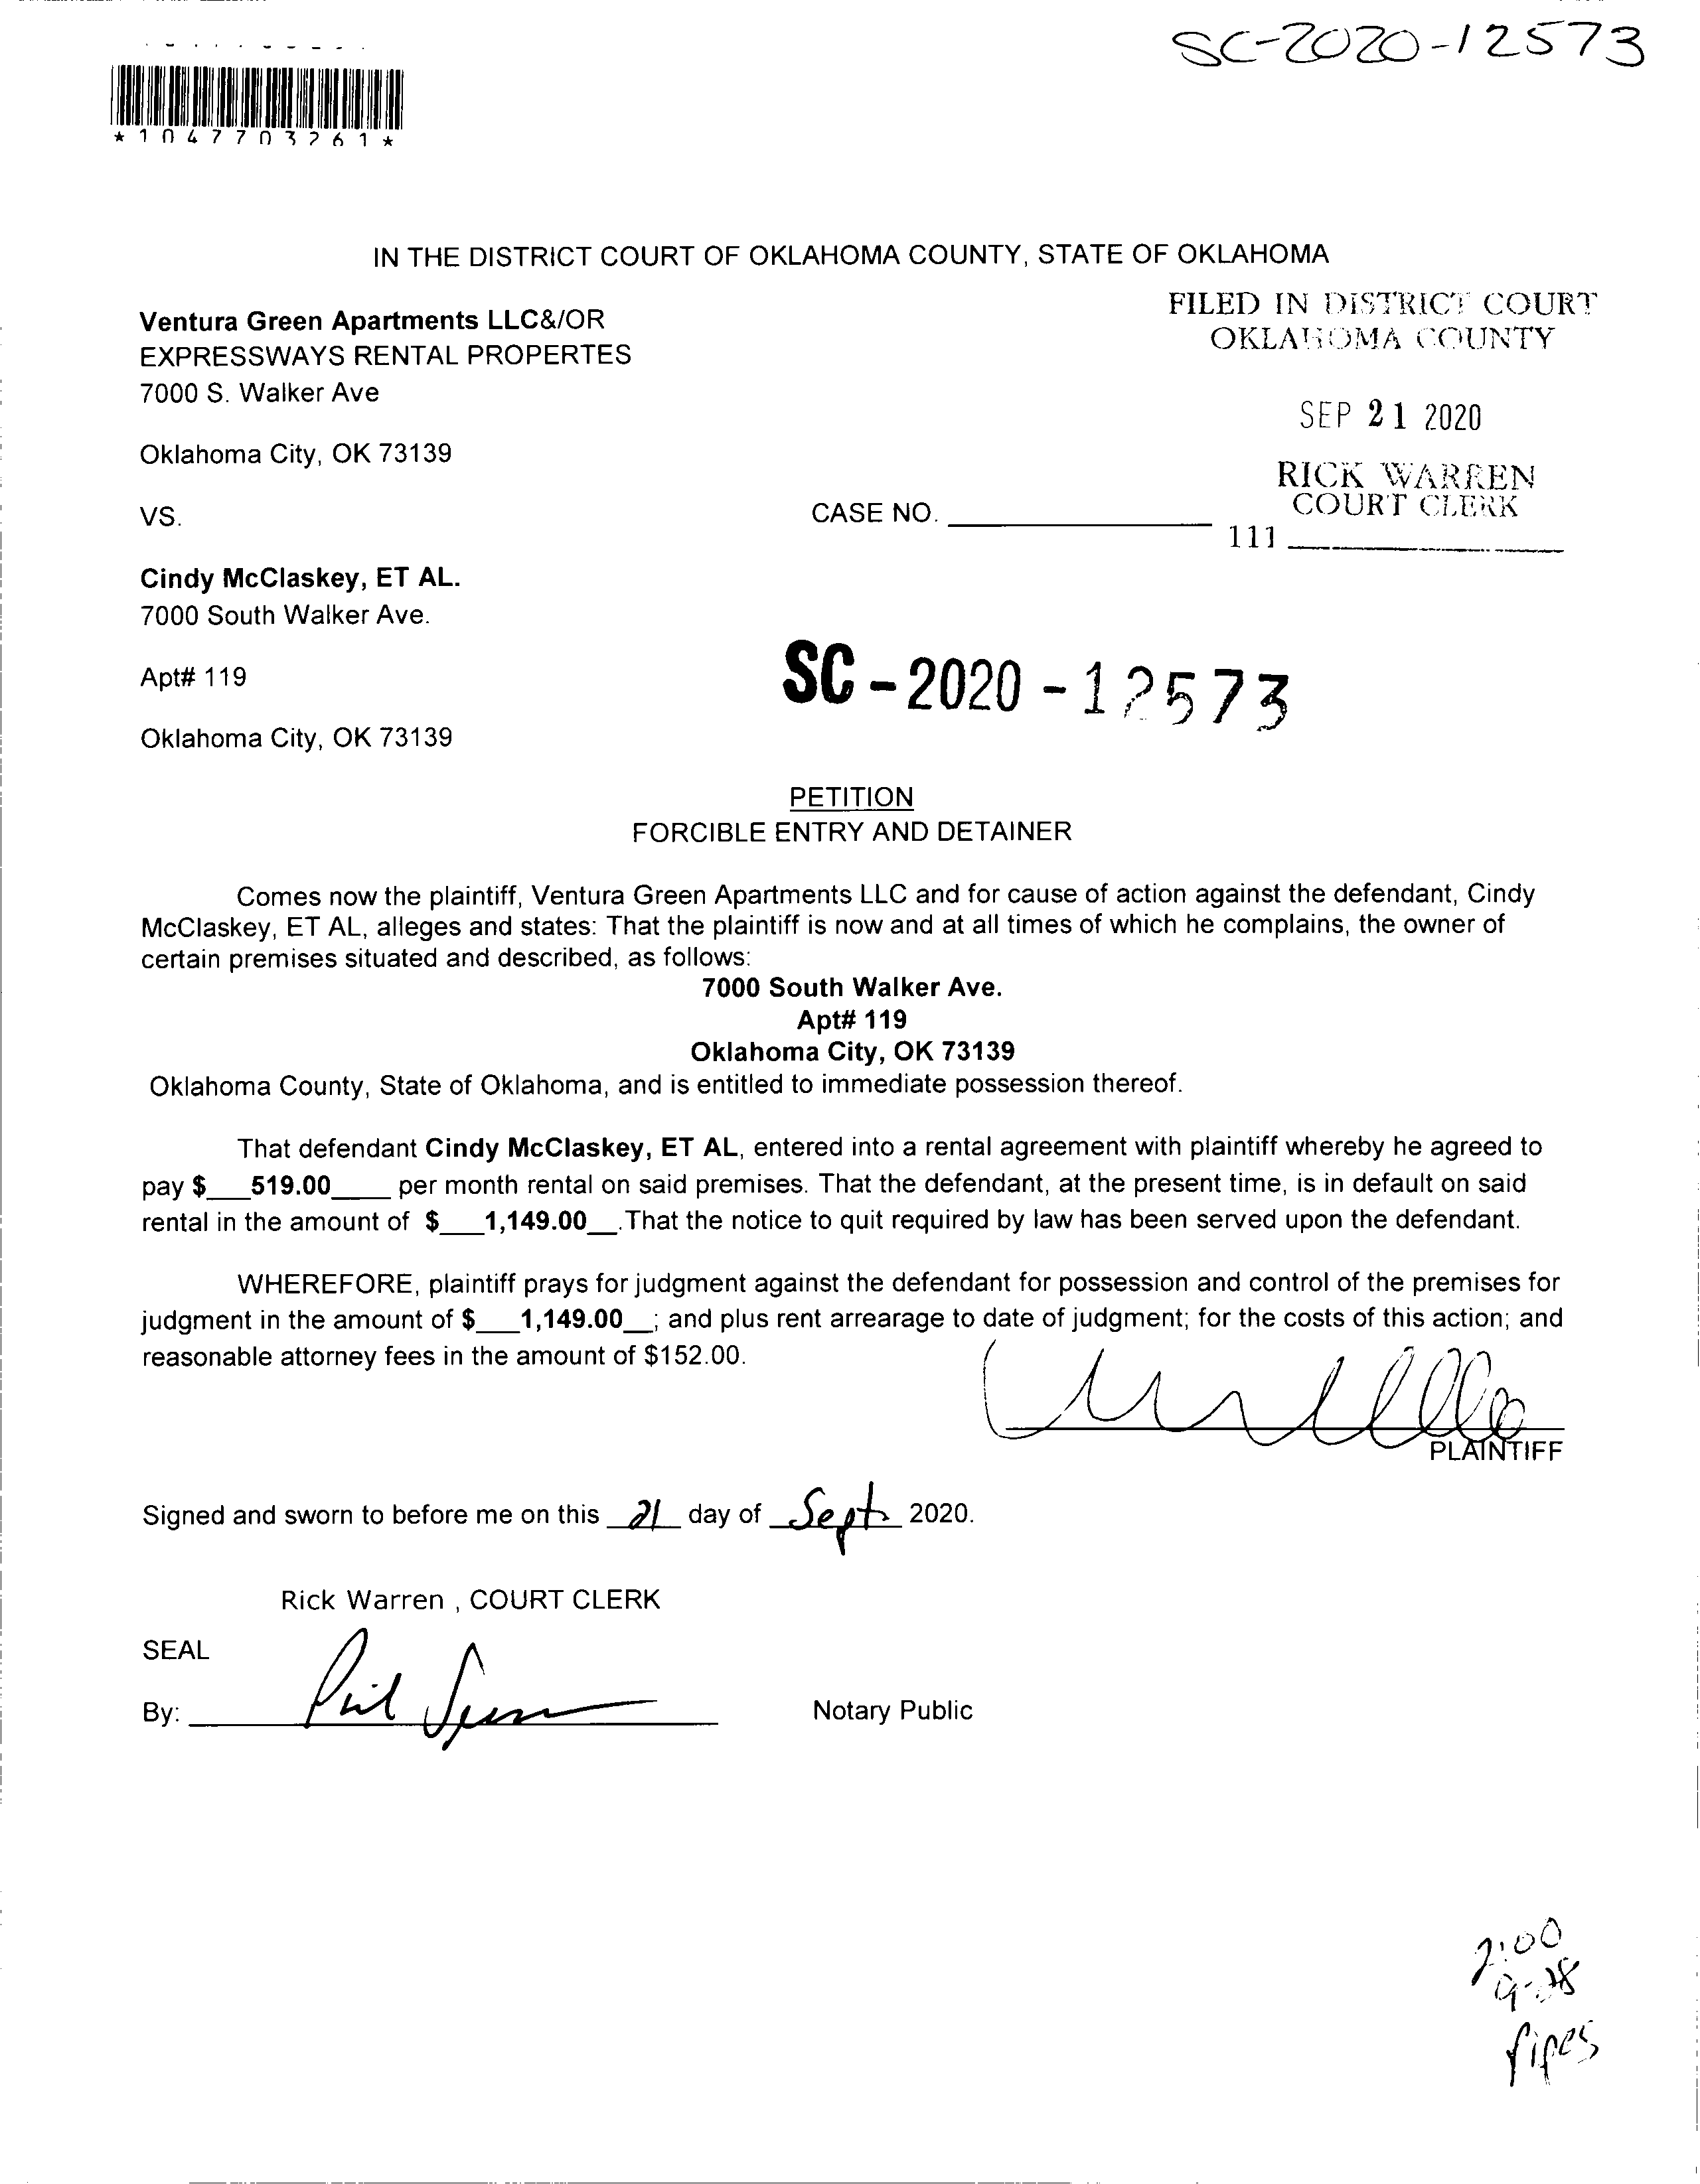 SC-2020-12573
*1047703261*
IN THE DISTRICT COURT OF OKLAHOMA COUNTY, STATE OF OKLAHOMA
Ventura Green Apartments LLC&/OR
EXPRESSWAYS RENTAL PROPERTES
7000 S. Walker Ave
Oklahoma City, OK 73139
FILED IN DISTRICT COURT
OKLAHOMA COUNTY
SEP 21 2020
RICK WARREN
COURT CLERK
111
VS.
CASE NO.
Cindy McClaskey, ET AL.
7000 South Walker Ave.
Apt# 119
Oklahoma City, OK 73139
SC-2020-12573
PETITION
FORCIBLE ENTRY AND DETAINER
Comes now the plaintiff, Ventura Green Apartments LLC and for cause of action against the defendant, Cindy
McClaskey, ET AL, alleges and states: That the plaintiff is now and at all times of which he complains, the owner of
certain premises situated and described, as follows:
7000 South Walker Ave.
Apt# 119
Oklahoma City, OK 73139
Oklahoma County, State of Oklahoma, and is entitled to immediate possession thereof.
That defendant Cindy McClaskey, ET AL, entered into a rental agreement with plaintiff whereby he agreed to
pay $___519.00____ per month rental on said premises. That the defendant, at the present time, is in default on said
rental in the amount of $___1,149.00__.That the notice to quit required by law has been served upon the defendant.
WHEREFORE, plaintiff prays for judgment against the defendant for possession and control of the premises for
judgment in the amount of $___1,149.00__; and plus rent arrearage to date of judgment; for the costs of this action; and
reasonable attorney fees in the amount of $152.00.
PLAINTIFF
Signed and sworn to before me on this 21 day of Sept 2020.
Rick Warren , COURT CLERK
SEAL
By:
Notary Public
2:00
9-28
pipes